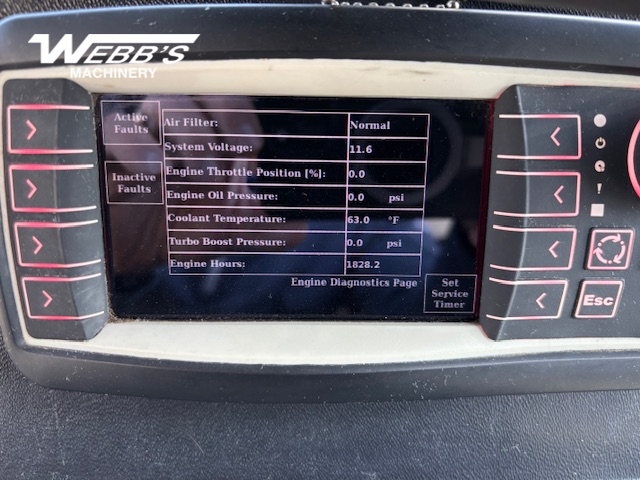 WEBB'S
MACHINERY
Active
Faults
Inactive
Faults
Air Filter: Normal
System Voltage: 11.6
Engine Throttle Position [%]: 0.0
Engine Oil Pressure: 0.0 psi
Coolant Temperature: 63.0 °F
Turbo Boost Pressure: 0.0 psi
Engine Hours: 1828.2
Engine Diagnostics Page
Set
Service
Timer
Esc